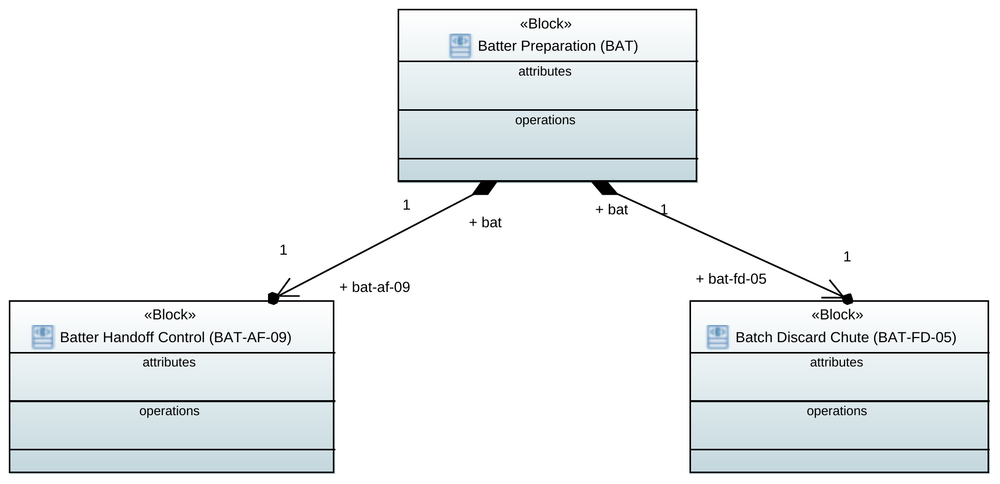 «Block»
Batter Preparation (BAT)
attributes
operations
1
+ bat
+ bat
1
1
+ bat-af-09
1
+ bat-fd-05
«Block»
Batter Handoff Control (BAT-AF-09)
attributes
operations
«Block»
Batch Discard Chute (BAT-FD-05)
attributes
operations